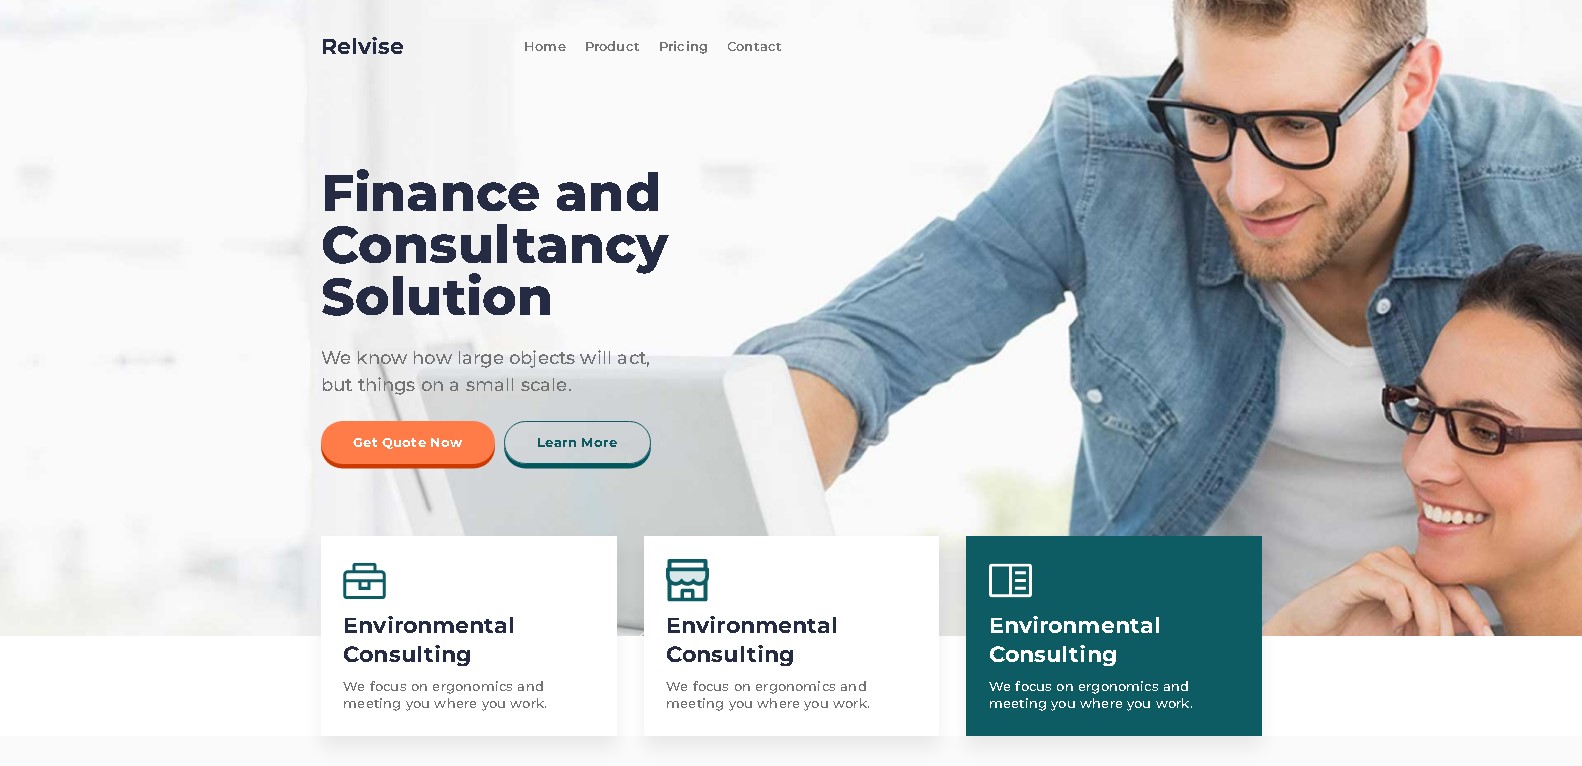 Relvise
Home Product Pricing Contact
Finance and
Consultancy
Solution
We know how large objects will act,
but things on a small scale.
Get Quote Now
Learn More
Environmental
Consulting
We focus on ergonomics and
meeting you where you work.
Environmental
Consulting
We focus on ergonomics and
meeting you where you work.
Environmental
Consulting
We focus on ergonomics and
meeting you where you work.